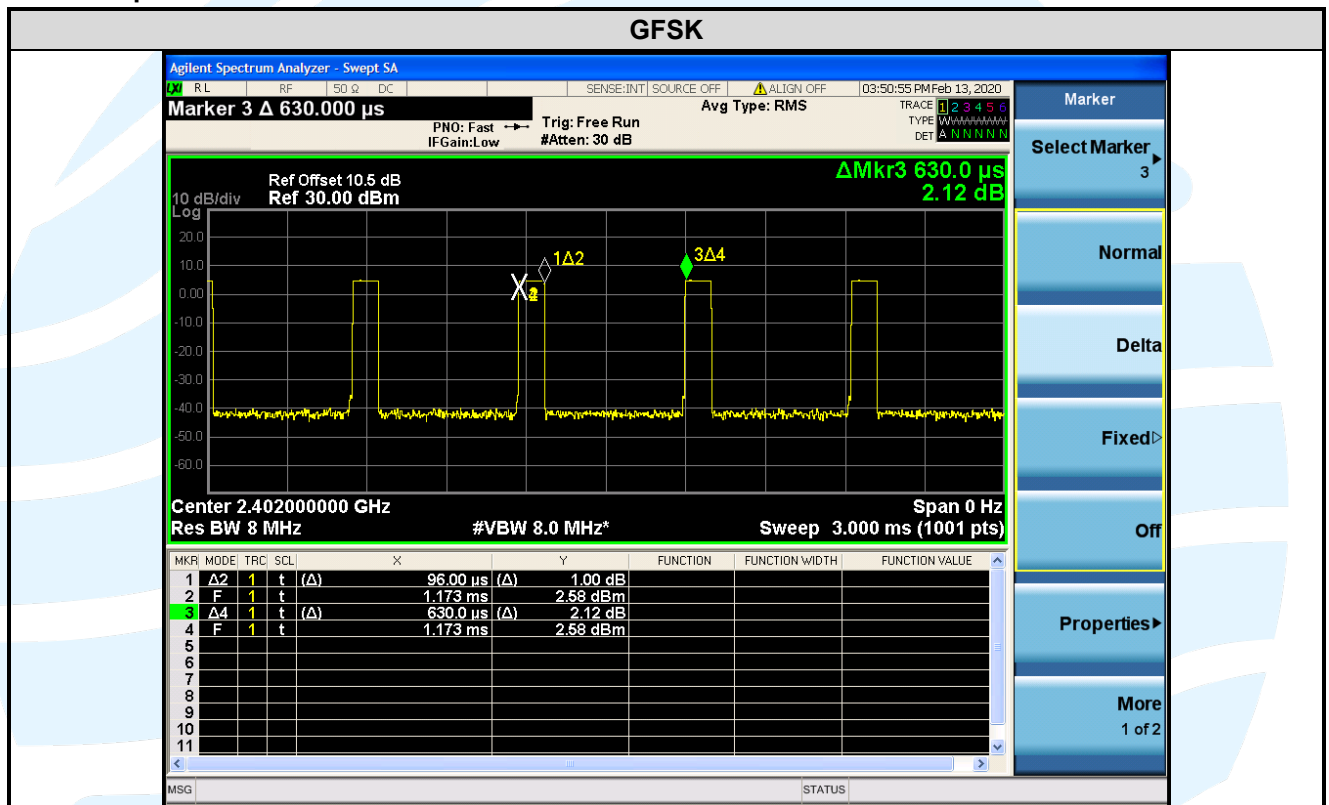 GFSK
Agilent Spectrum Analyzer - Swept SA
LXI RL RF 50 Ω DC SENSE:INT SOURCE OFF ALIGN OFF 03:50:55 PM Feb 13, 2020
Marker 3 Δ 630.000 µs
Avg Type: RMS
TRACE 1 2 3 4 5 6
PNO: Fast Trig: Free Run
TYPE WWWWWWW
IFGain:Low #Atten: 30 dB
DET A N N N N N
ΔMkr3 630.0 µs
2.12 dB
Ref Offset 10.5 dB
10 dB/div Ref 30.00 dBm
Log
20.0
10.0
0.00
-10.0
-20.0
-30.0
-40.0
-50.0
-60.0
1Δ2
3Δ4
Center 2.402000000 GHz Span 0 Hz
Res BW 8 MHz #VBW 8.0 MHz* Sweep 3.000 ms (1001 pts)
MKR MODE TRC SCL X Y FUNCTION FUNCTION WIDTH FUNCTION VALUE
1 Δ2 1 t (Δ) 96.00 µs (Δ) 1.00 dB
2 F 1 t 1.173 ms 2.58 dBm
3 Δ4 1 t (Δ) 630.0 µs (Δ) 2.12 dB
4 F 1 t 1.173 ms 2.58 dBm
5
6
7
8
9
10
11
MSG STATUS
Marker
Select Marker
3
Normal
Delta
Fixed
Off
Properties
More
1 of 2